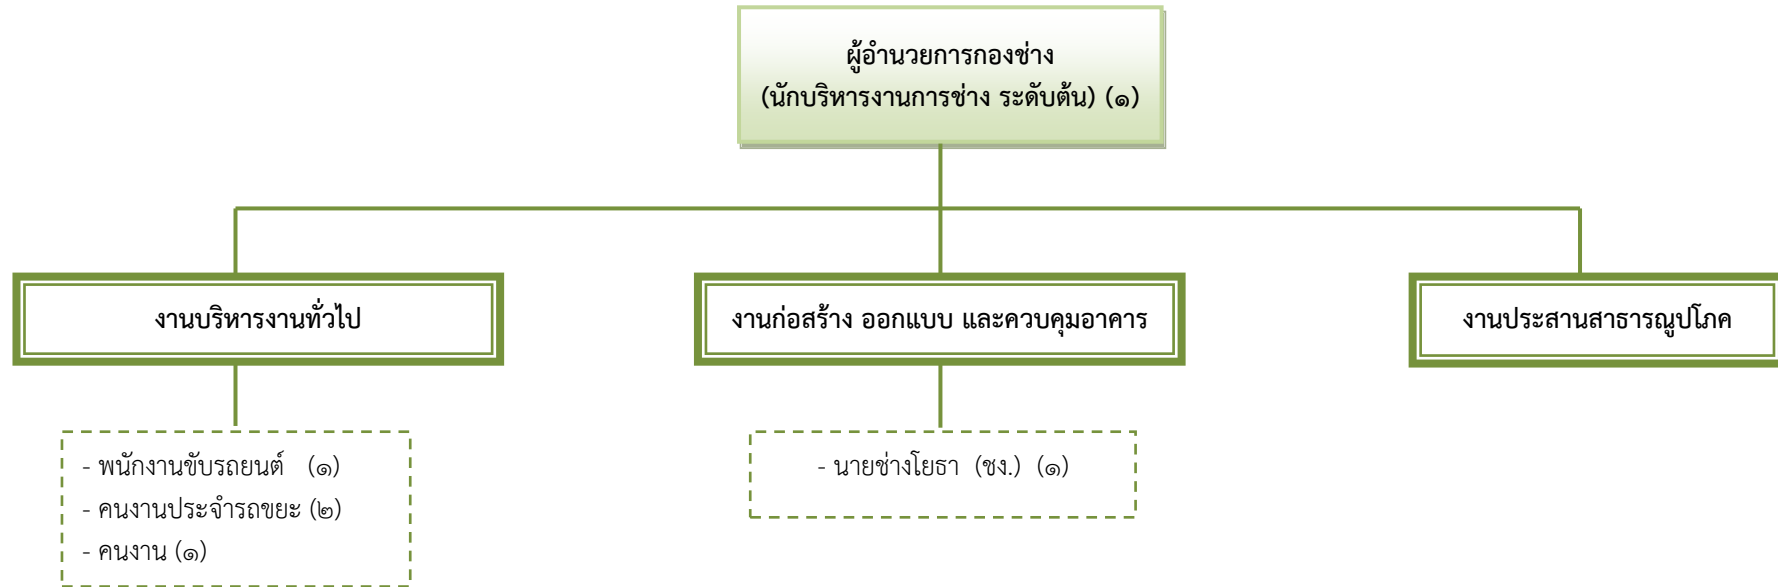 ผู้อำนวยการกองช่าง
(นักบริหารงานการช่าง ระดับต้น) (๑)
งานบริหารงานทั่วไป
งานก่อสร้าง ออกแบบ และควบคุมอาคาร
งานประสานสาธารณูปโภค
- พนักงานขับรถยนต์ (๑)
- คนงานประจำรถขยะ (๒)
- คนงาน (๑)
- นายช่างโยธา (ชง.) (๑)